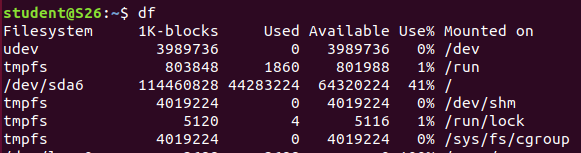 student@S26:~$ df
Filesystem 1K-blocks Used Available Use% Mounted on
udev 3989736 0 3989736 0% /dev
tmpfs 803848 1860 801988 1% /run
/dev/sda6 114460828 44283224 64320224 41% /
tmpfs 4019224 0 4019224 0% /dev/shm
tmpfs 5120 4 5116 1% /run/lock
tmpfs 4019224 0 4019224 0% /sys/fs/cgroup